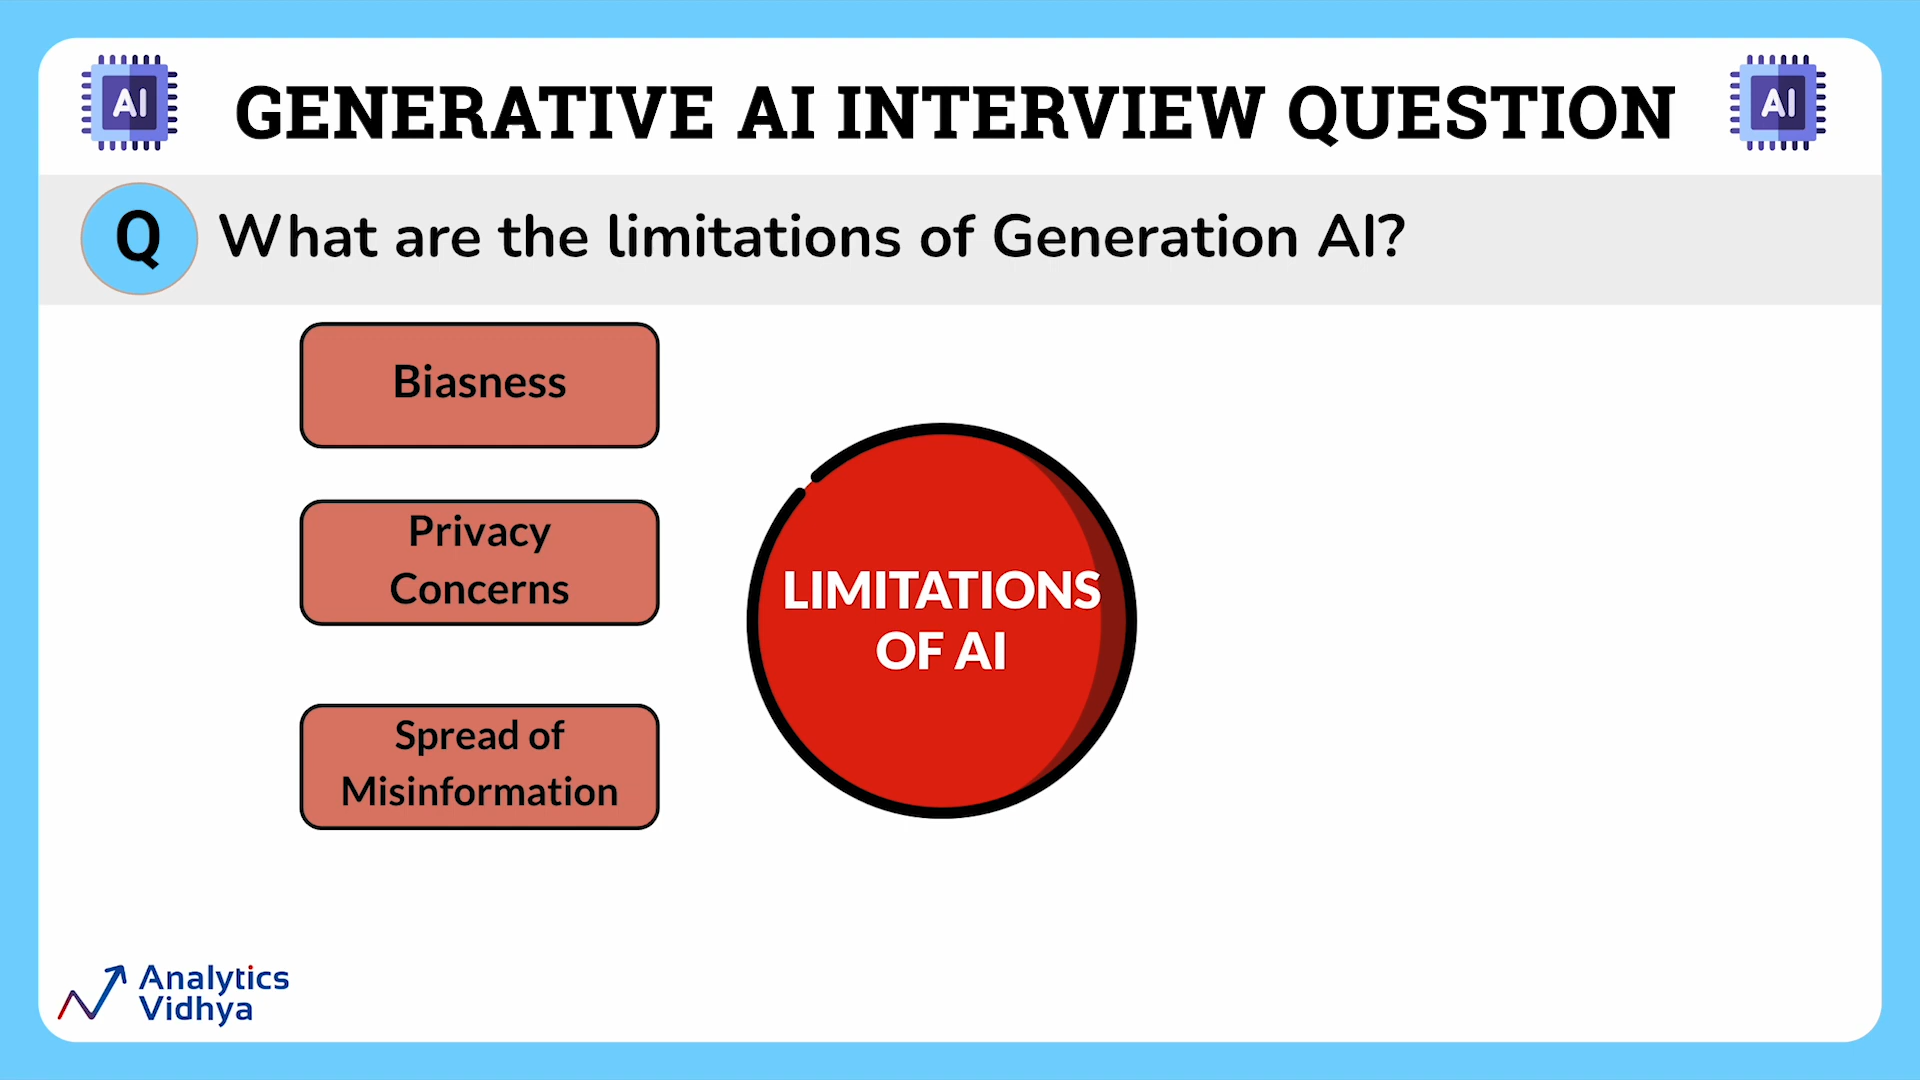 AI
GENERATIVE AI INTERVIEW QUESTION
AI
Q
What are the limitations of Generation AI?
Biasness
Privacy
Concerns
Spread of
Misinformation
LIMITATIONS
OF AI
Analytics
Vidhya